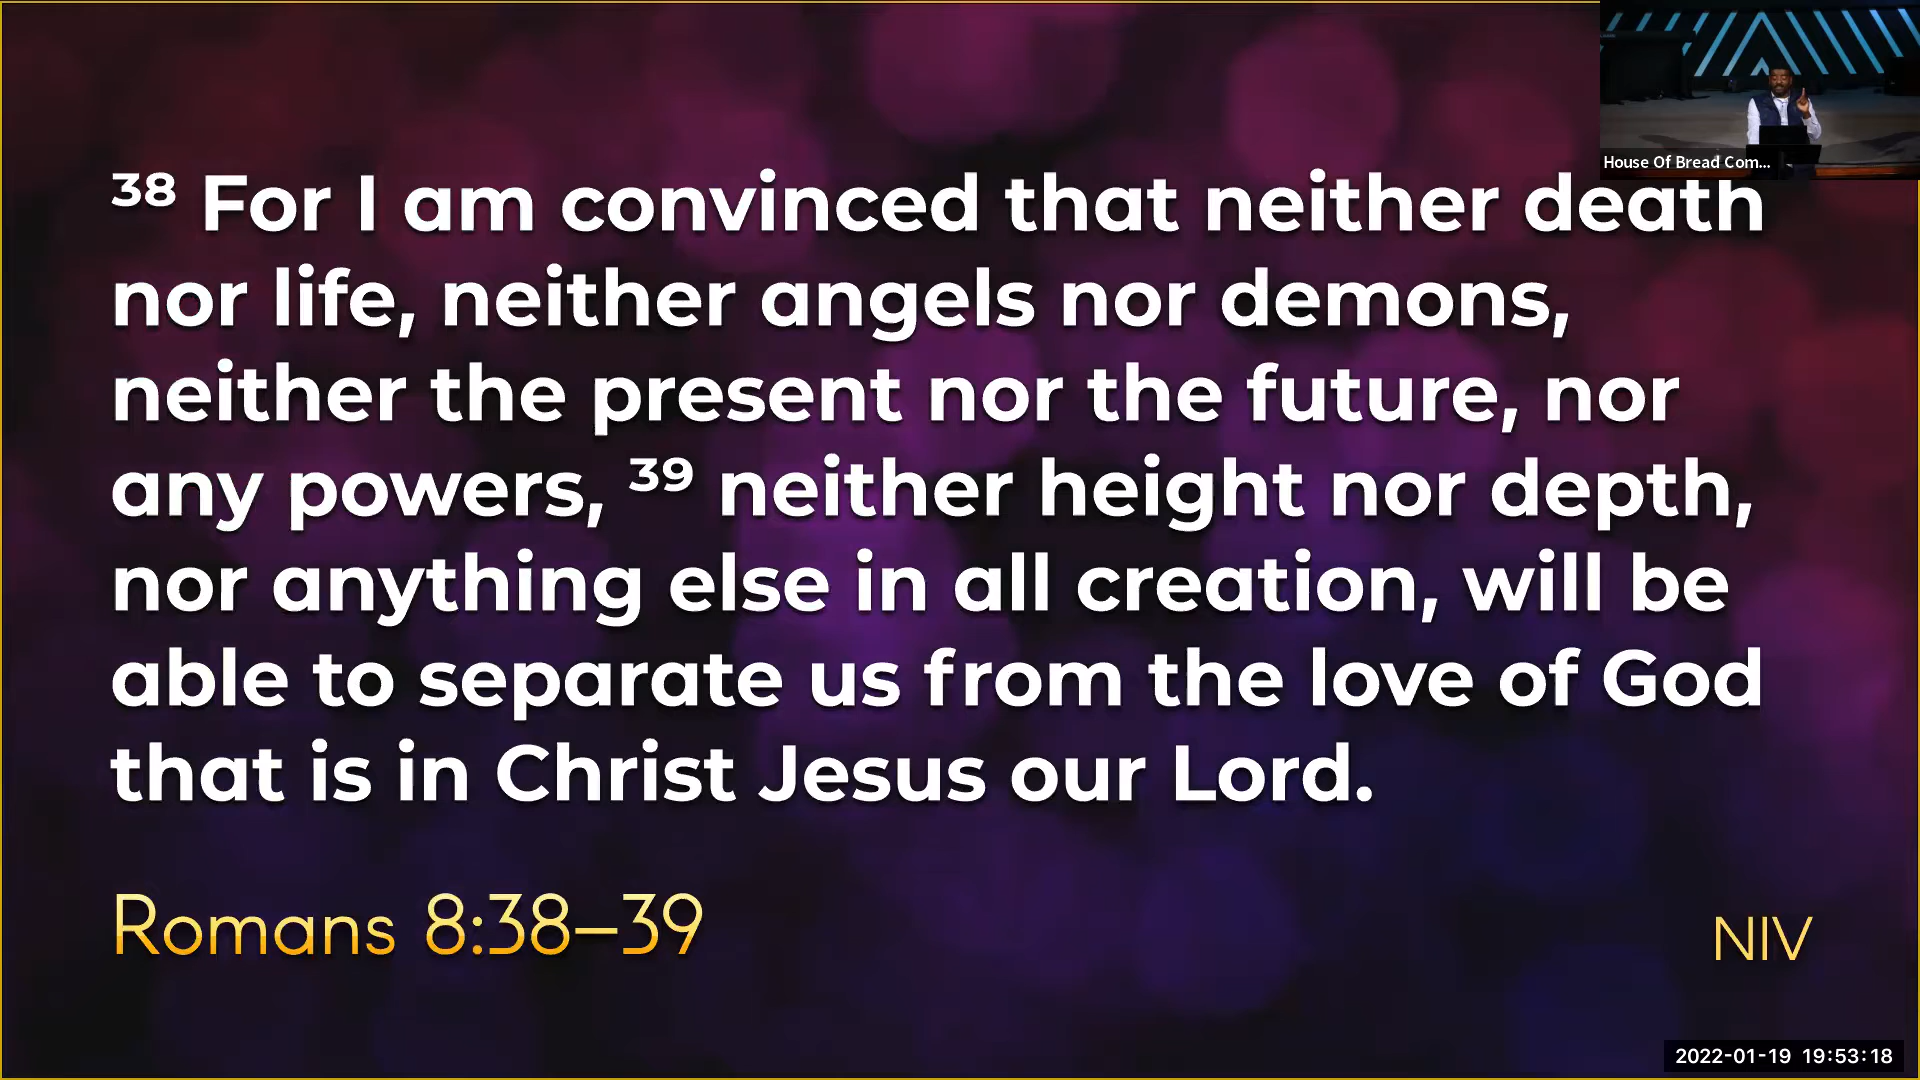 House Of Bread Com...
³⁸ For I am convinced that neither death
nor life, neither angels nor demons,
neither the present nor the future, nor
any powers, ³⁹ neither height nor depth,
nor anything else in all creation, will be
able to separate us from the love of God
that is in Christ Jesus our Lord.
Romans 8:38–39
NIV
2022-01-19 19:53:18